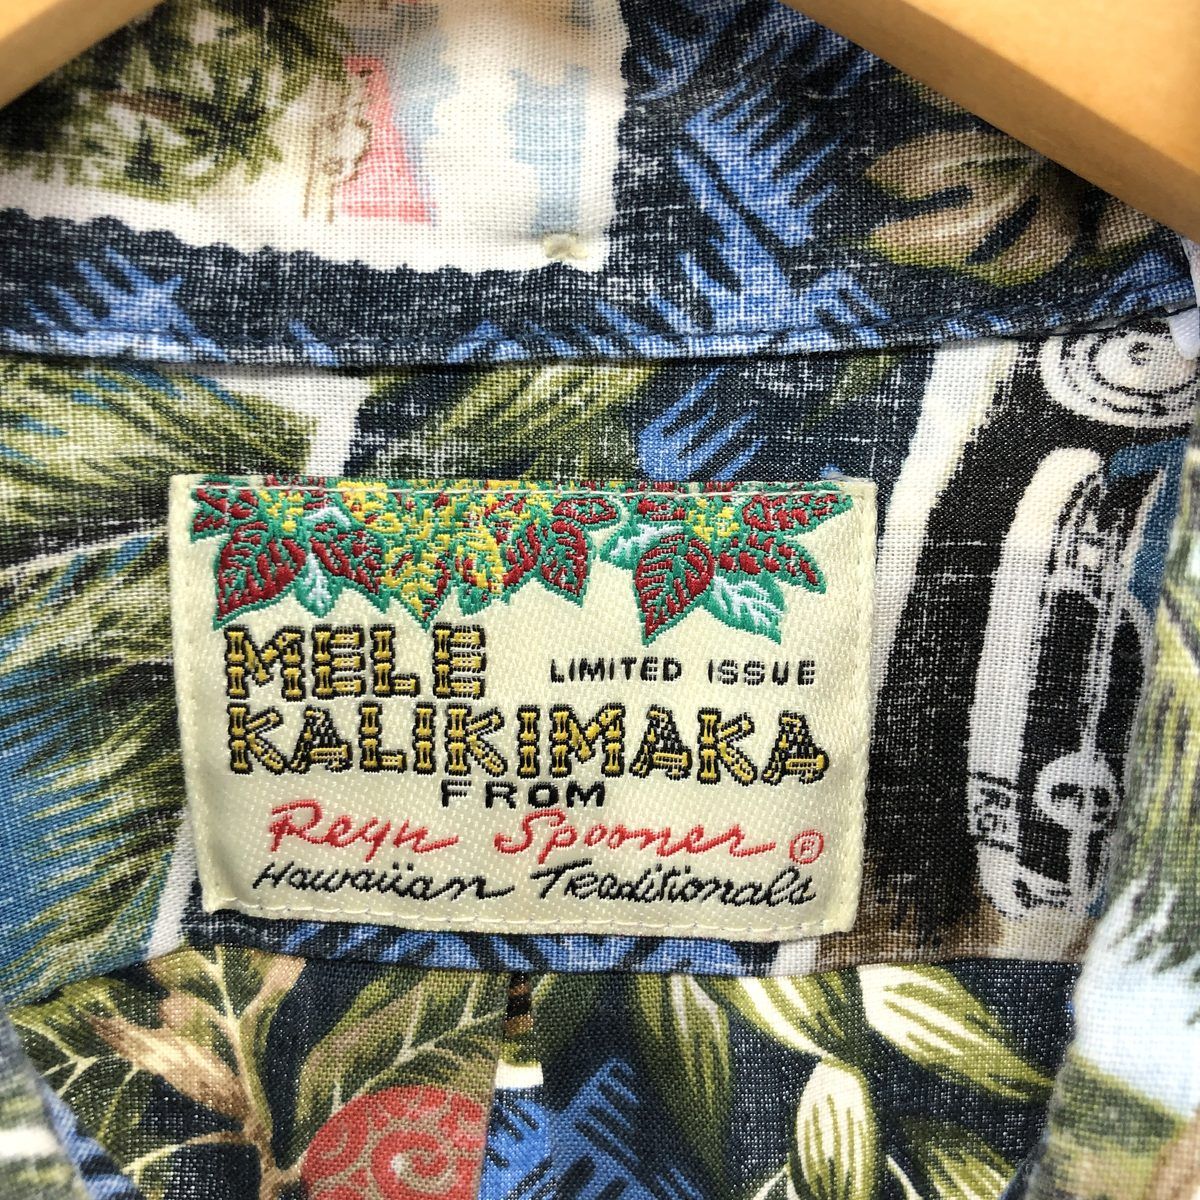 MELE
LIMITED ISSUE
KALIKIMAKA
FROM
Reyn Spooner ®
Hawaiian Traditionals